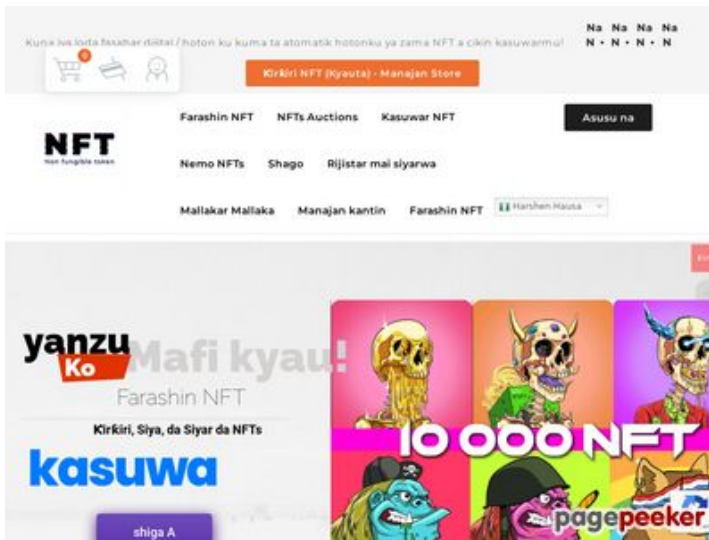 Kuna iya loda fasahar dijital / hoton ku kuma ta atomatik hotonku ya zama NFT a cikin kasuwarmu!
Na Na Na Na
N • N • N • N
0
Kirkiri NFT (Kyauta) - Manajan Store
NFT
Non fungible token
Farashin NFT NFTs Auctions Kasuwar NFT
Asusu na
Nemo NFTs Shago Rijistar mai siyarwa
Mallakar Mallaka Manajan kantin Farashin NFT
Harshen Hausa
yanzu
Ko
Mafi kyau!
Farashin NFT
Ƙirƙiri, Siya, da Siyar da NFTs
kasuwa
shiga A
10 000 NFT
pagepeeker